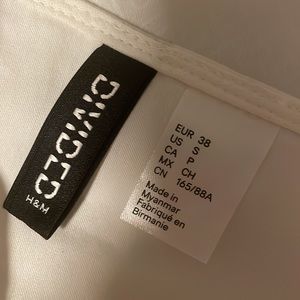 DIVIDED
H&M
EUR 38
US S
CA P
MX CH
CN 165/88A
Made in
Myanmar
Fabriqué en
Birmanie